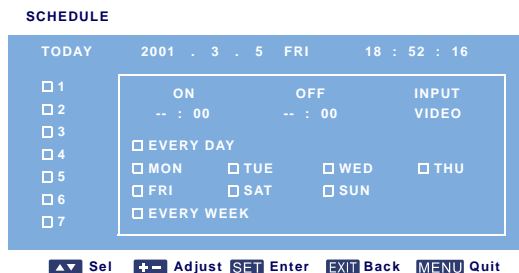 SCHEDULE
TODAY 2001 . 3 . 5 FRI 18 : 52 : 16
1
2
3
4
5
6
7
ON OFF INPUT
-- : 00 -- : 00 VIDEO
EVERY DAY
MON TUE WED THU
FRI SAT SUN
EVERY WEEK
Sel Adjust SET Enter EXIT Back MENU Quit